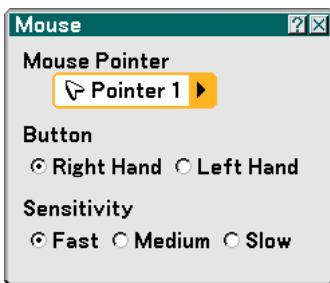 Mouse ? X
Mouse Pointer
Pointer 1
Button
Right Hand Left Hand
Sensitivity
Fast Medium Slow